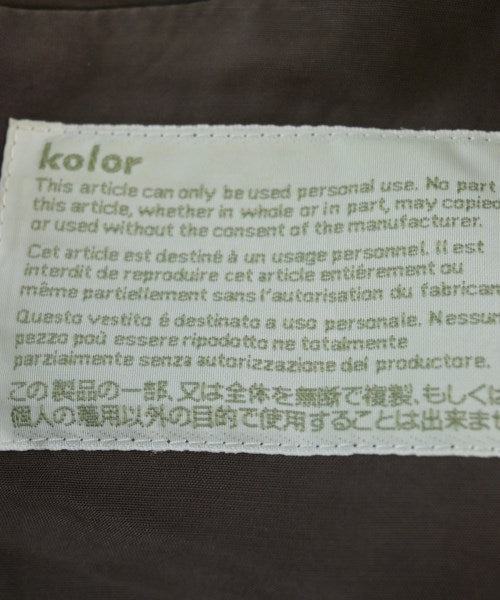 kolor
This article can only be used personal use. No part
this article, whether in whole or in part, may copied
or used without the consent of the manufacturer.
Cet article est destiné à un usage personnel. Il est
interdit de reproduire cet article entiérement ou
même partiellement sans l'autorisation du fabrican
Questo vestito é destinato a uso personale. Nessun
pezzo poù essere ripodotto ne totalmente
parzialmente senza autorizzazione del productore.
この製品の一部、又は全体を無断で複製、もしくは
個人の着用以外の目的で使用することは出来ませ